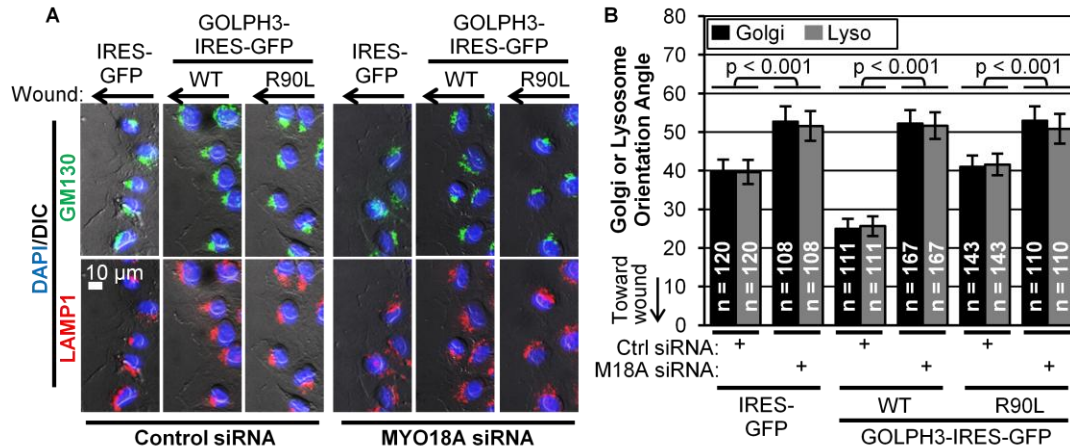 A
IRES-
GFP
GOLPH3-
IRES-GFP
WT
R90L
IRES-
GFP
GOLPH3-
IRES-GFP
WT
R90L
Wound:
DAPI/DIC
GM130
LAMP1
10 µm
Control siRNA
MYO18A siRNA
B
Golgi or Lysosome
Orientation Angle
80
70
60
50
40
30
20
10
0
Golgi
Lyso
p < 0.001
p < 0.001
p < 0.001
Toward
wound
n = 120
n = 120
n = 108
n = 108
n = 111
n = 111
n = 167
n = 167
n = 143
n = 143
n = 110
n = 110
Ctrl siRNA: + + +
M18A siRNA: + + +
IRES-
GFP
WT
R90L
GOLPH3-IRES-GFP